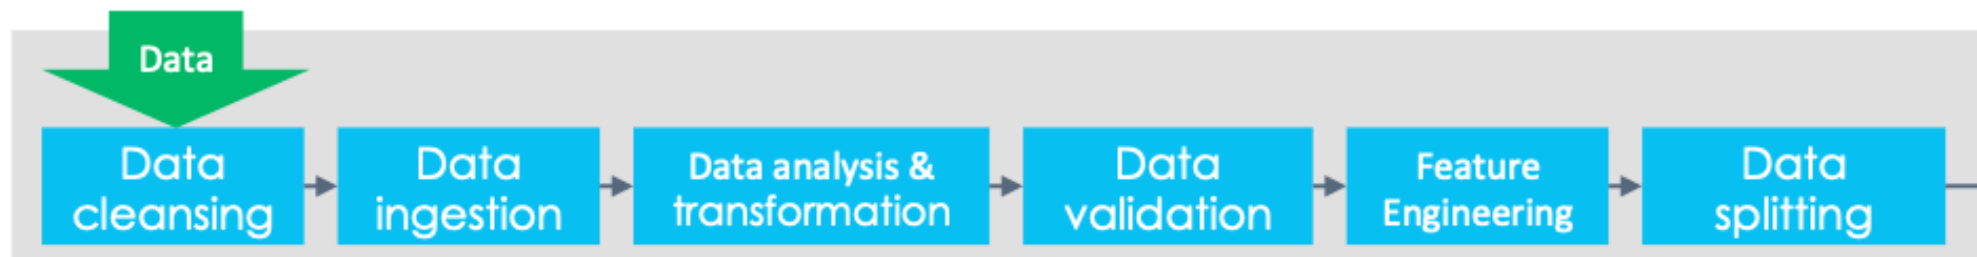 Data
Data
cleansing
Data
ingestion
Data analysis &
transformation
Data
validation
Feature
Engineering
Data
splitting